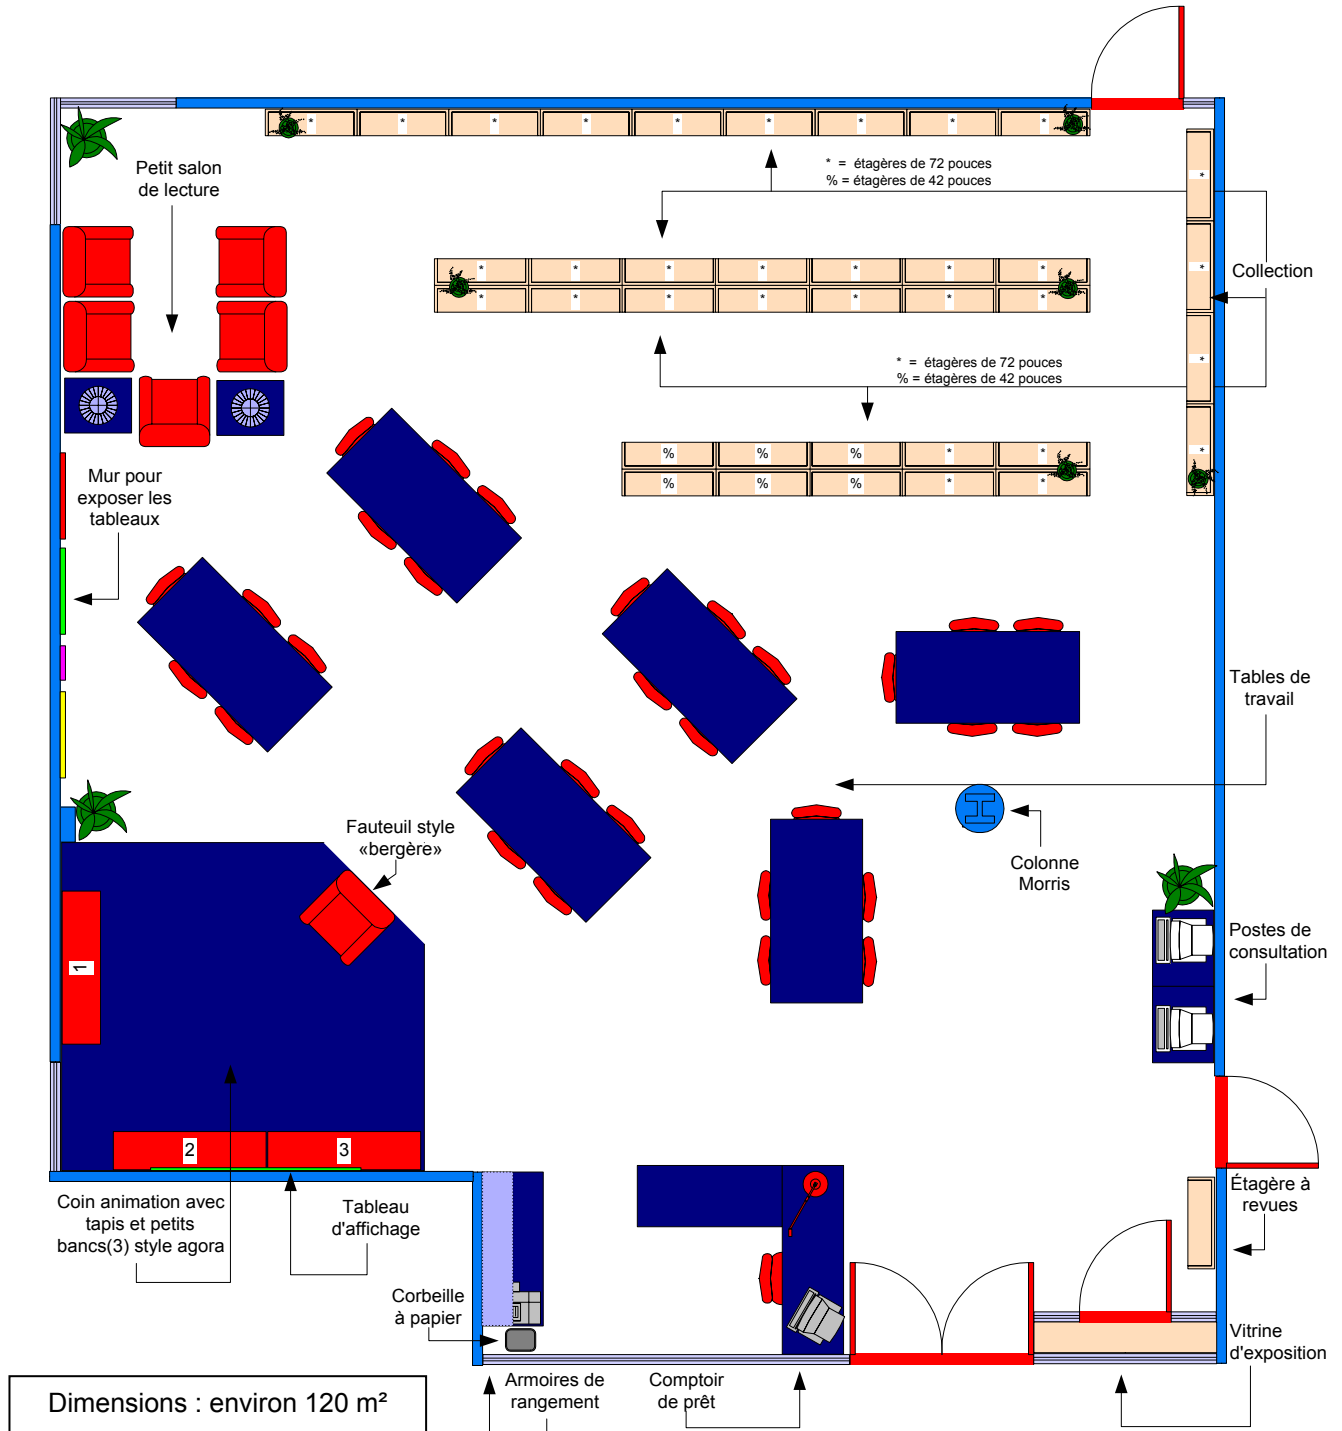 * = étagères de 72 pouces
% = étagères de 42 pouces
Petit salon
de lecture
Collection
* = étagères de 72 pouces
% = étagères de 42 pouces
* * * * * * * * *
*
*
*
*
* * * * * * *
* * * * * * *
% % % * *
% % % * *
Mur pour
exposer les
tableaux
Tables de
travail
Fauteuil style
«bergère»
Colonne
Morris
Postes de
consultation
1
2
3
Coin animation avec
tapis et petits
bancs(3) style agora
Tableau
d'affichage
Étagère à
revues
Corbeille
à papier
Vitrine
d'exposition
Armoires de
rangement
Comptoir
de prêt
Dimensions : environ 120 m²